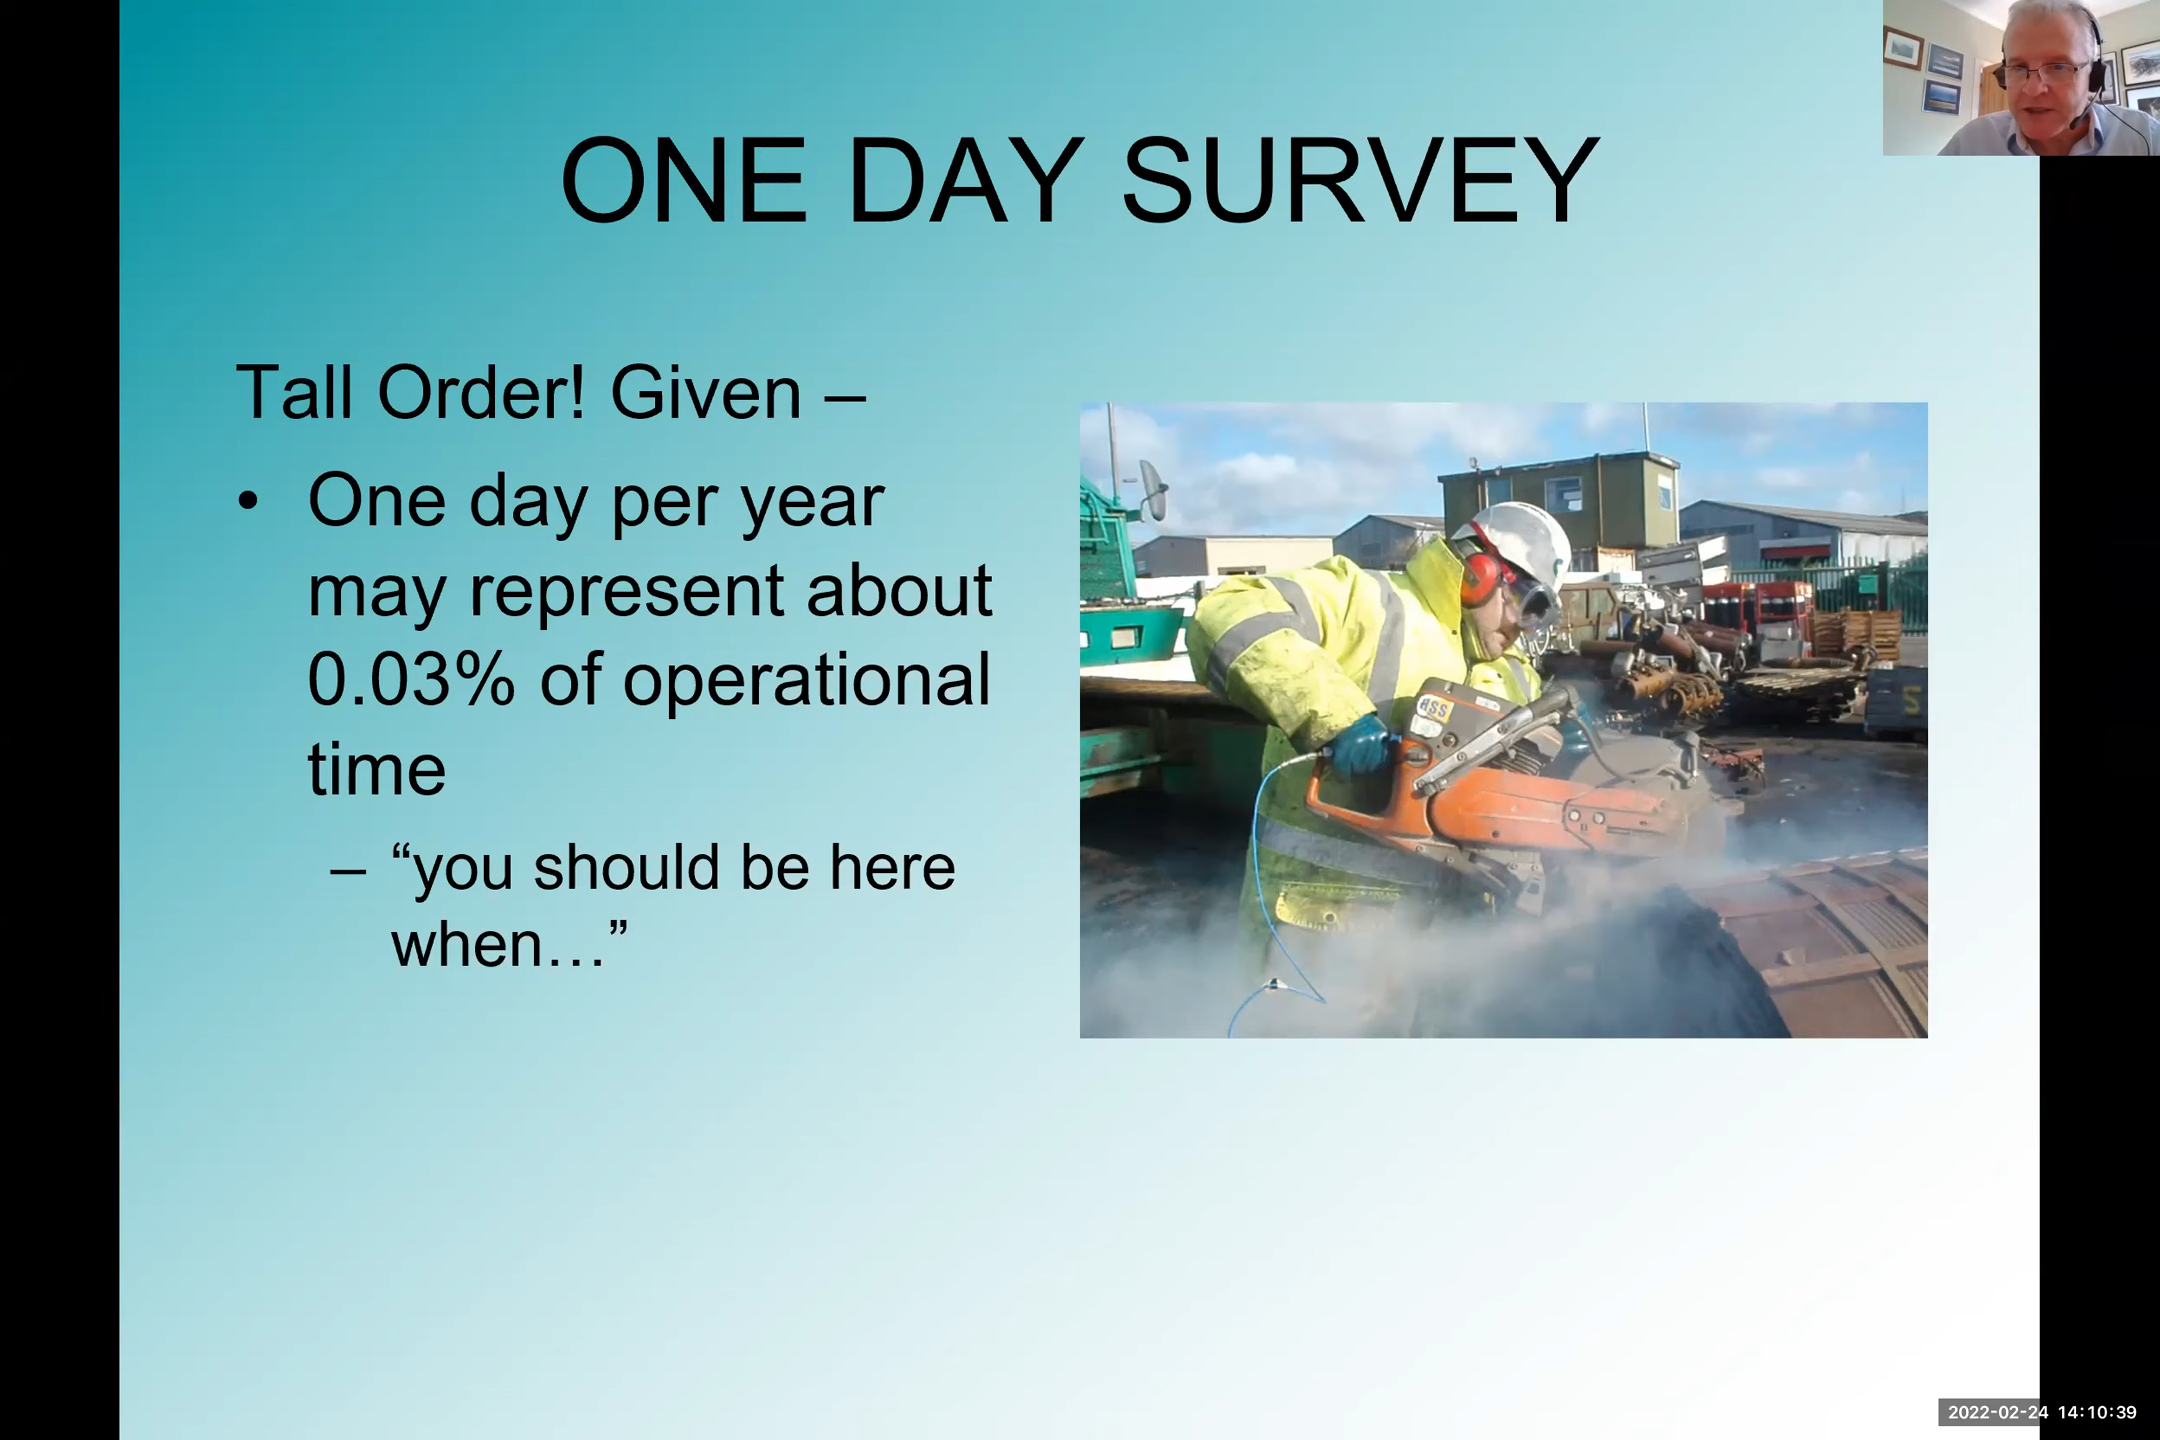 ONE DAY SURVEY
Tall Order! Given –
• One day per year
may represent about
0.03% of operational
time
– “you should be here
when…”
HSS
2022-02-24 14:10:39